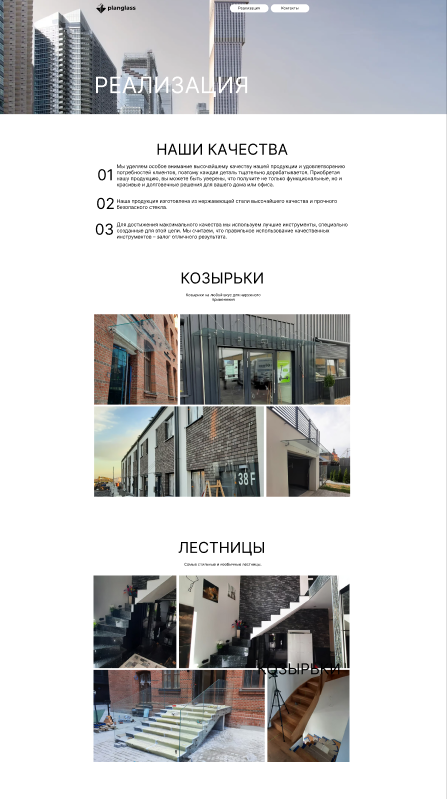 planglass
Реализация
Контакты
РЕАЛИЗАЦИЯ
НАШИ КАЧЕСТВА
01
Мы уделяем особое внимание высочайшему качеству нашей продукции и удовлетворению
потребностей клиентов, поэтому каждая деталь тщательно дорабатывается. Приобретая
нашу продукцию, вы можете быть уверены, что получите не только функциональные, но и
красивые и долговечные решения для вашего дома или офиса.
02
Наша продукция изготовлена из нержавеющей стали высочайшего качества и прочного
безопасного стекла.
03
Для достижения максимального качества мы используем лучшие инструменты, специально
созданные для этой цели. Мы считаем, что правильное использование качественных
инструментов - залог отличного результата.
КОЗЫРЬКИ
Козырьки на любой вкус для наружного
применения
38 F
ЛЕСТНИЦЫ
Самые стильные и необычные лестницы.
КОЗЫРЬКИ